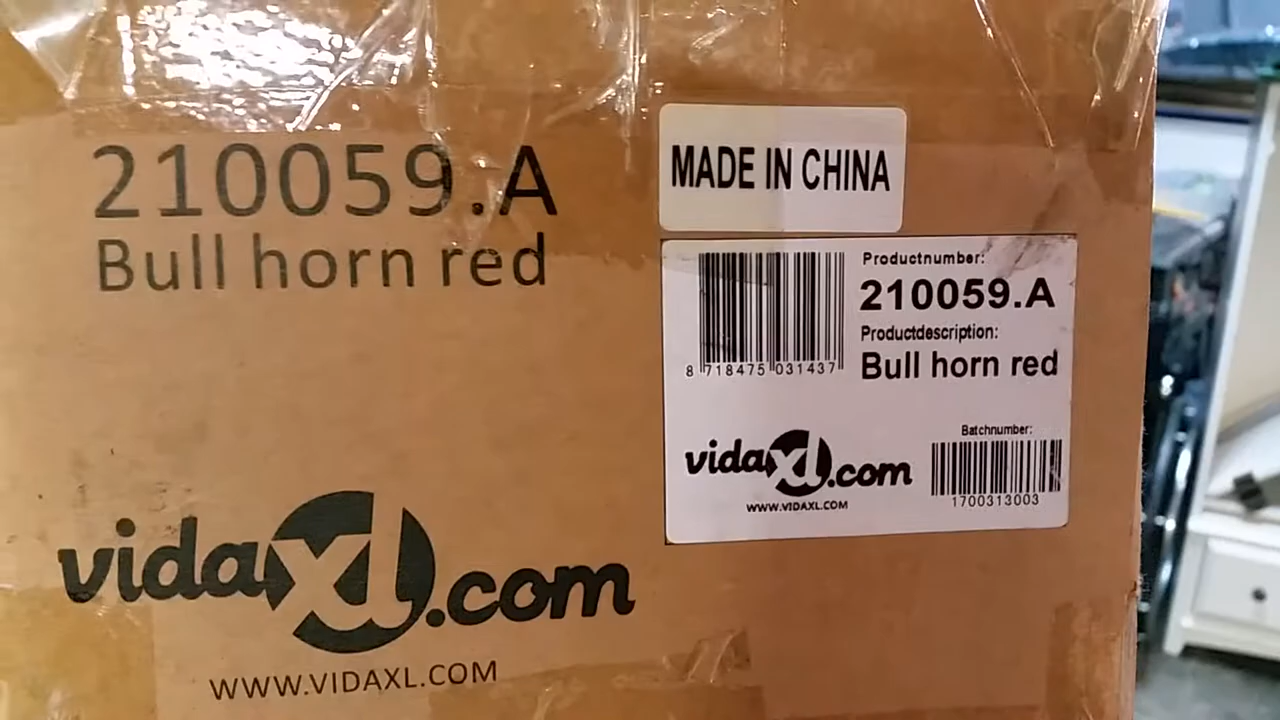 210059.A
Bull horn red
vidaXL.com
WWW.VIDAXL.COM
MADE IN CHINA
Productnumber:
210059.A
Productdescription:
Bull horn red
8 718475 031437
vidaXL.com
WWW.VIDAXL.COM
Batchnumber:
1700313003